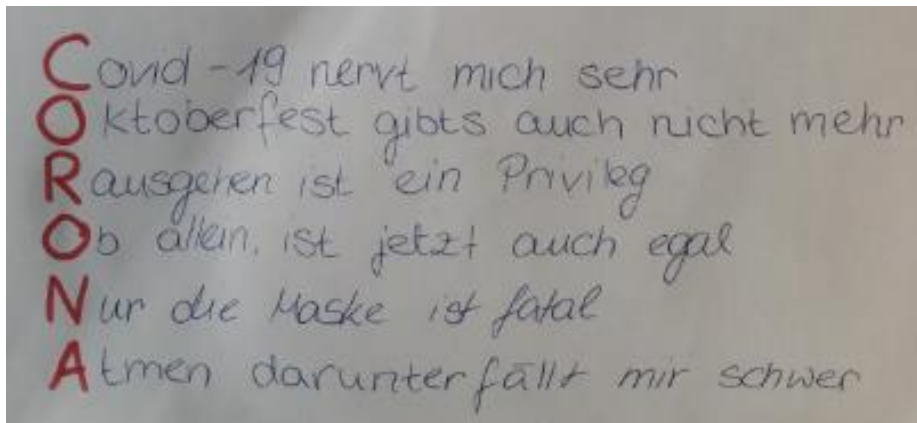 Covid-19 nervt mich sehr
Oktoberfest gibts auch nicht mehr
Rausgehen ist ein Privileg
Ob allein, ist jetzt auch egal
Nur die Maske ist fatal
Atmen darunter fällt mir schwer